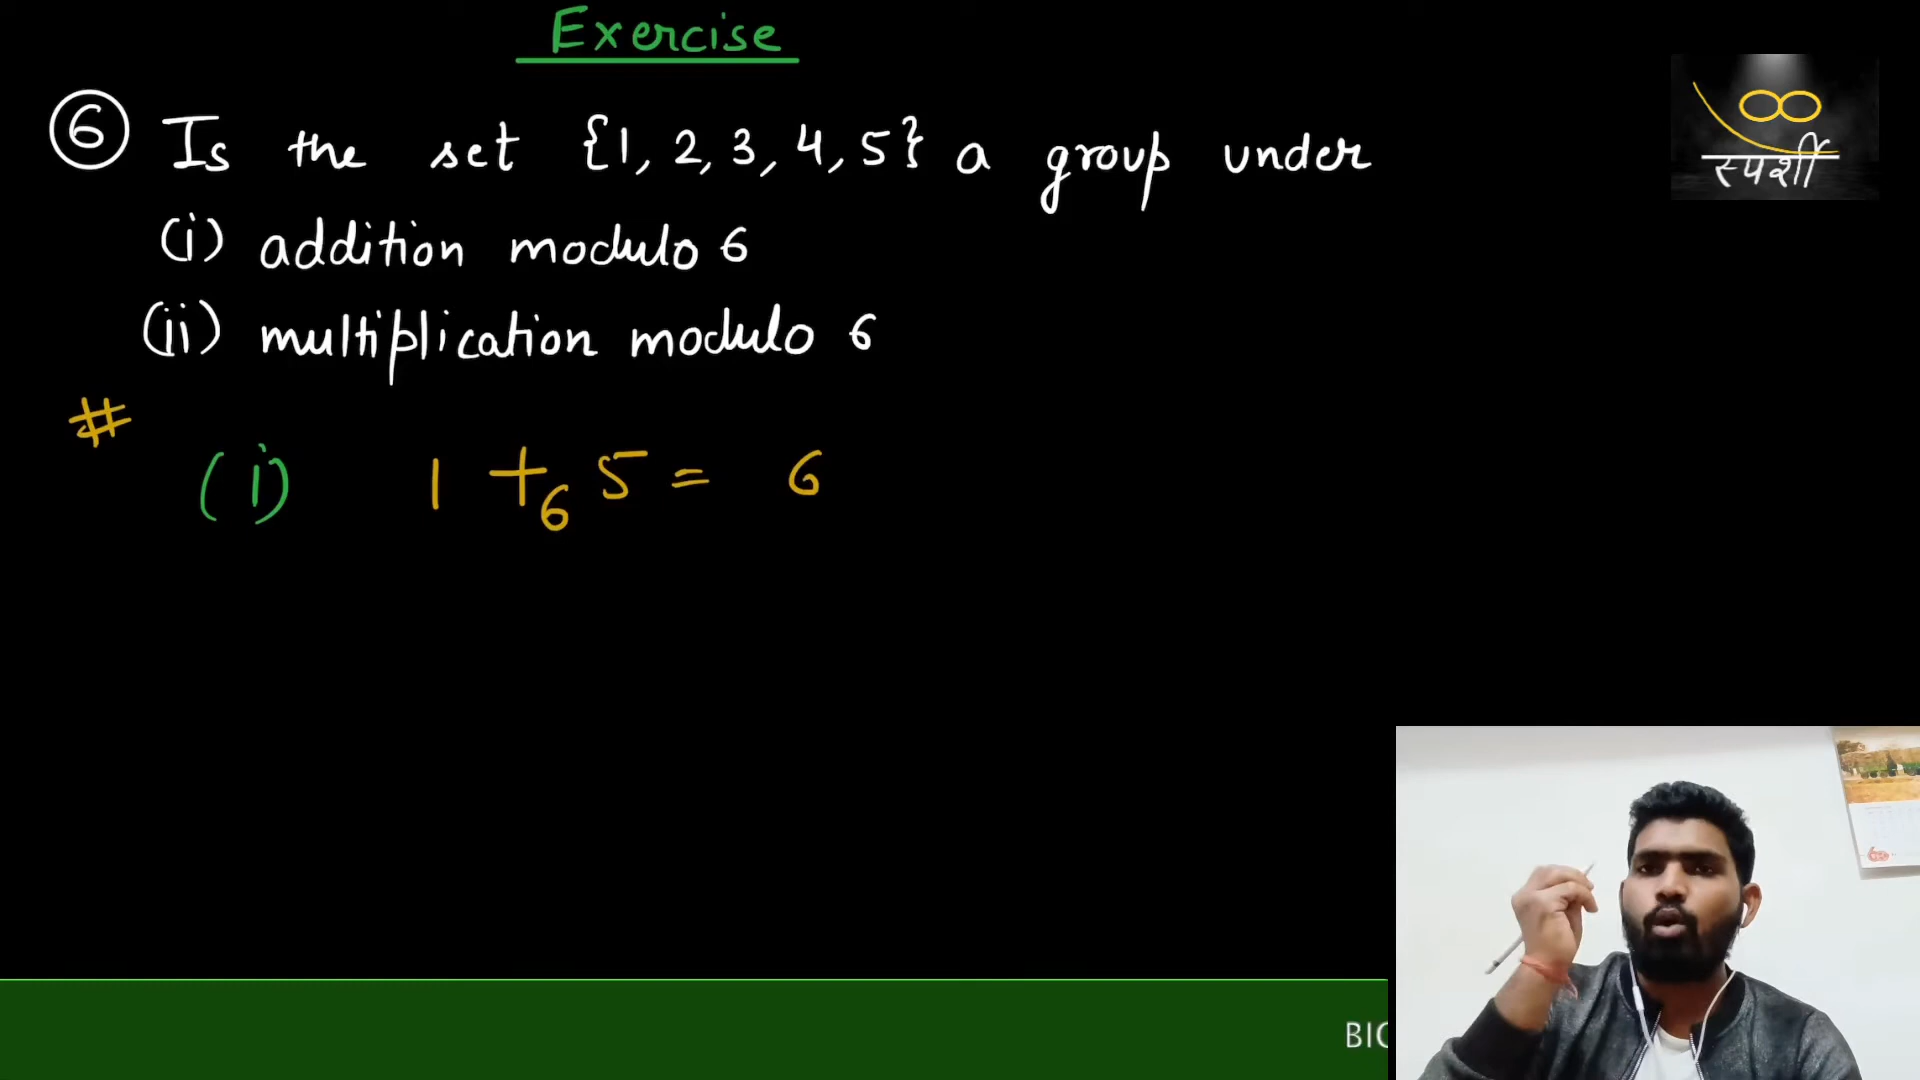 Exercise
⑥ Is the set {1, 2, 3, 4, 5} a group under
(i) addition modulo 6
(ii) multiplication modulo 6
#
(i) 1 +₆ 5 = 6
स्पर्शी
BIO